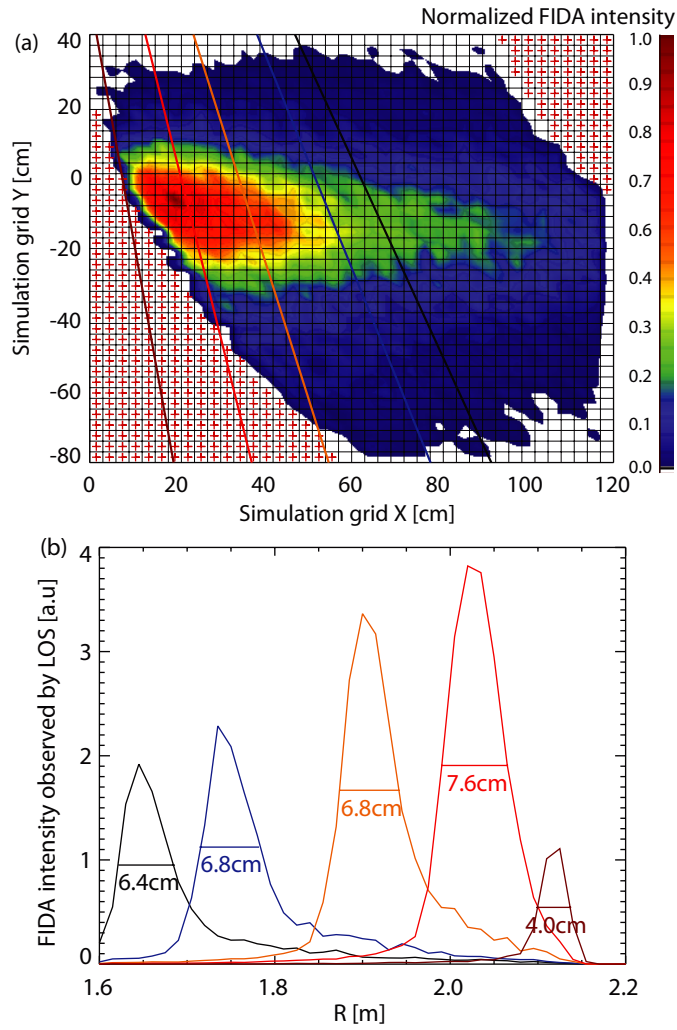 Normalized FIDA intensity
(a)
40
20
0
-20
-40
-60
-80
Simulation grid Y [cm]
0 20 40 60 80 100 120
Simulation grid X [cm]
1.0
0.9
0.8
0.7
0.6
0.5
0.4
0.3
0.2
0.1
0.0
(b)
4
3
2
1
0
FIDA intensity observed by LOS [a.u]
6.4cm
6.8cm
6.8cm
7.6cm
4.0cm
1.6 1.8 2.0 2.2
R [m]